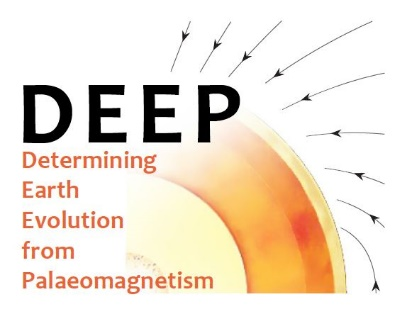 DEEP
Determining
Earth
Evolution
from
Palaeomagnetism